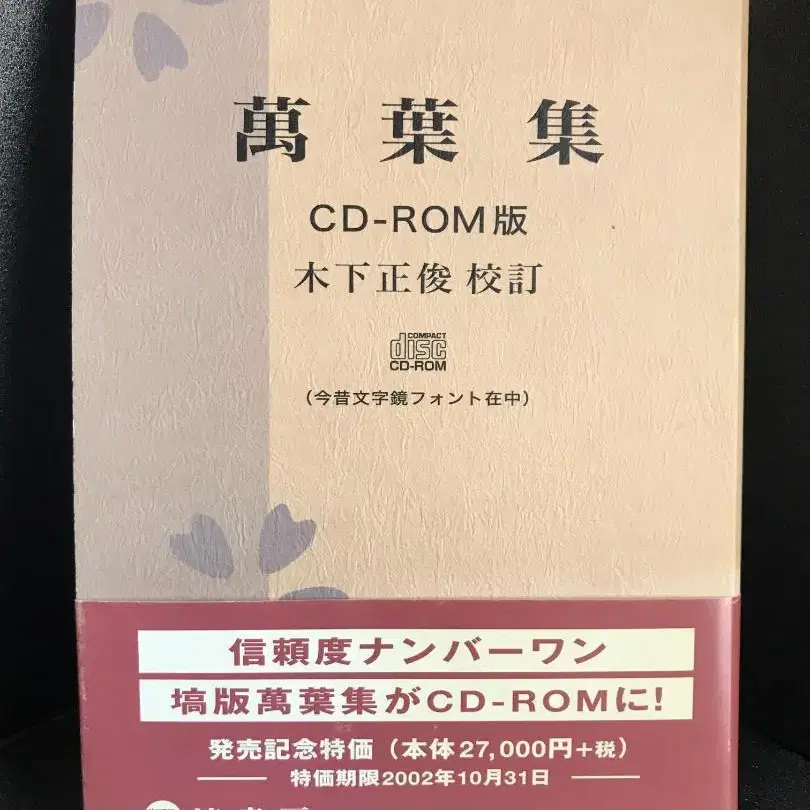 萬葉集
CD-ROM版
木下正俊 校訂
COMPACT
disc
CD-ROM
（今昔文字鏡フォント在中）
信頼度ナンバーワン
塙版萬葉集がCD-ROMに!
発売記念特価（本体27,000円+税）
特価期限2002年10月31日